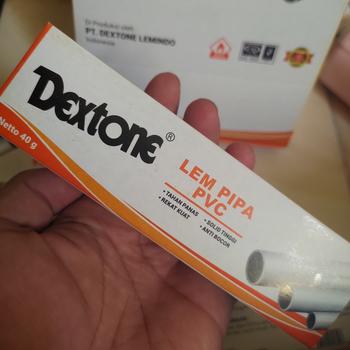 Di Produksi oleh:
PT. DEXTONE LEMINDO
Indonesia
Dextone®
Netto 40 g
LEM PIPA
PVC
• TAHAN PANAS • SOLID TINGGI
• REKAT KUAT • ANTI BOCOR